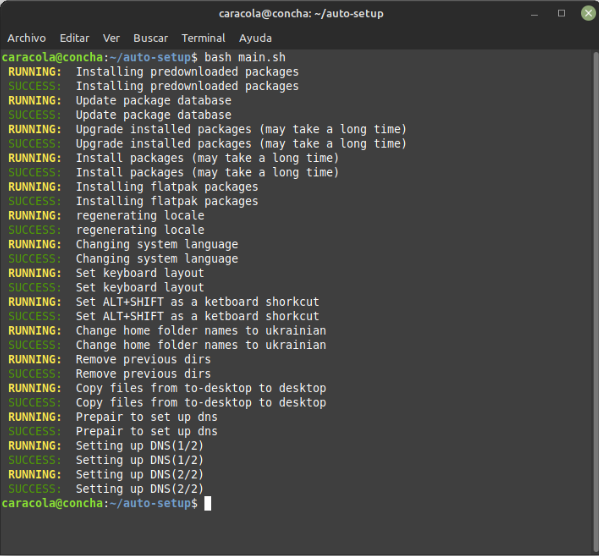 caracola@concha: ~/auto-setup
Archivo Editar Ver Buscar Terminal Ayuda
caracola@concha:~/auto-setup$ bash main.sh
RUNNING: Installing predownloaded packages
SUCCESS: Installing predownloaded packages
RUNNING: Update package database
SUCCESS: Update package database
RUNNING: Upgrade installed packages (may take a long time)
SUCCESS: Upgrade installed packages (may take a long time)
RUNNING: Install packages (may take a long time)
SUCCESS: Install packages (may take a long time)
RUNNING: Installing flatpak packages
SUCCESS: Installing flatpak packages
RUNNING: regenerating locale
SUCCESS: regenerating locale
RUNNING: Changing system language
SUCCESS: Changing system language
RUNNING: Set keyboard layout
SUCCESS: Set keyboard layout
RUNNING: Set ALT+SHIFT as a ketboard shorkcut
SUCCESS: Set ALT+SHIFT as a ketboard shorkcut
RUNNING: Change home folder names to ukrainian
SUCCESS: Change home folder names to ukrainian
RUNNING: Remove previous dirs
SUCCESS: Remove previous dirs
RUNNING: Copy files from to-desktop to desktop
SUCCESS: Copy files from to-desktop to desktop
RUNNING: Prepair to set up dns
SUCCESS: Prepair to set up dns
RUNNING: Setting up DNS(1/2)
SUCCESS: Setting up DNS(1/2)
RUNNING: Setting up DNS(2/2)
SUCCESS: Setting up DNS(2/2)
caracola@concha:~/auto-setup$